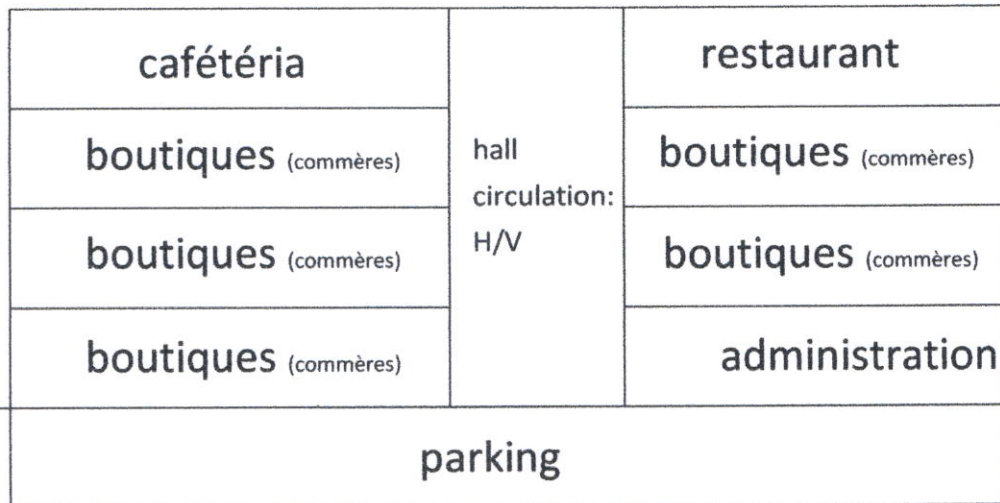 cafétéria
restaurant
boutiques (commères)
hall
circulation:
H/V
boutiques (commères)
boutiques (commères)
boutiques (commères)
boutiques (commères)
administration
parking